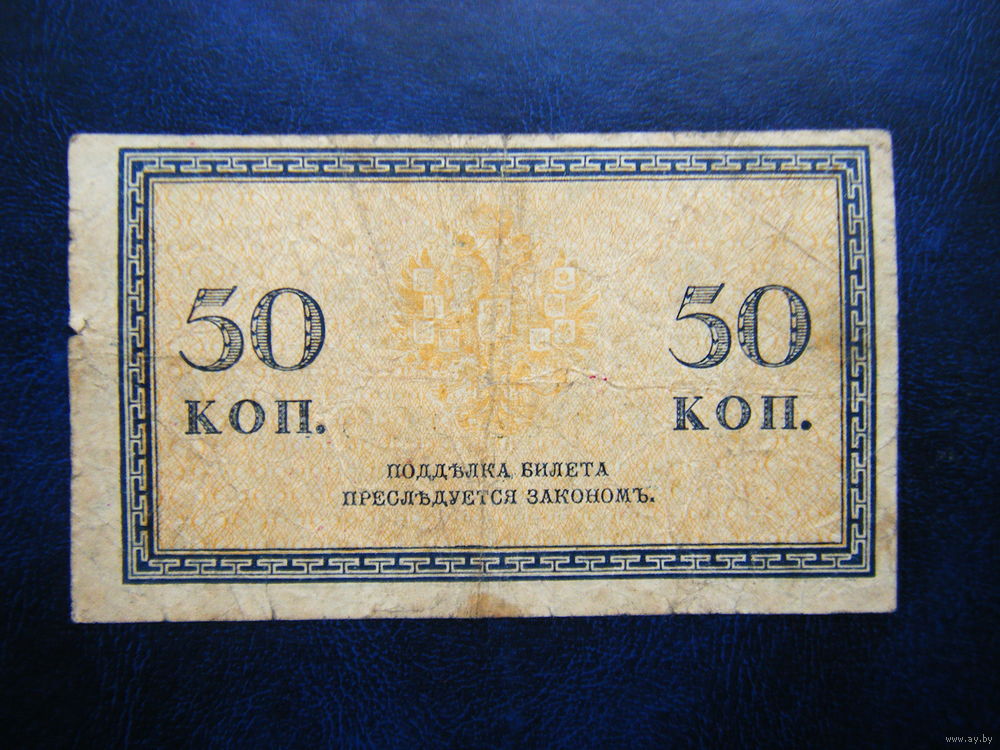 50 50
КОП. КОП.
ПОДДѢЛКА БИЛЕТА
ПРЕСЛѢДУЕТСЯ ЗАКОНОМЪ.
www.ay.by